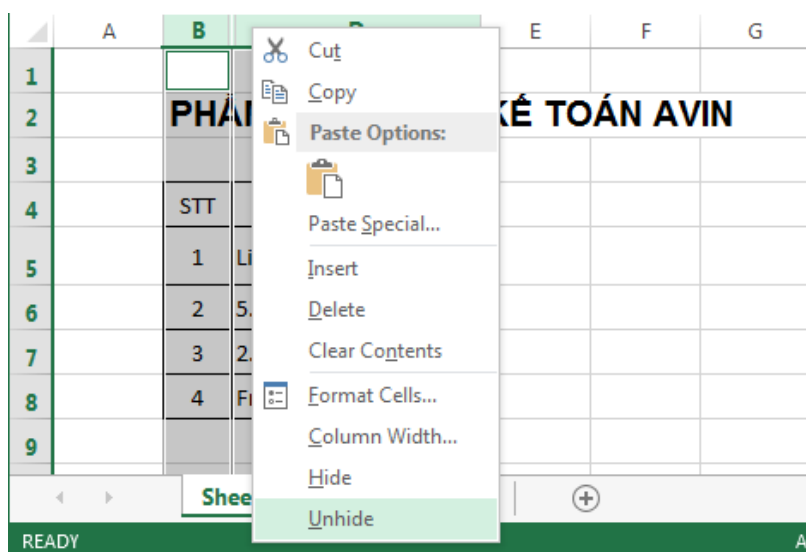 A B E F G
Cut
1
Copy
2 PHẦ KẾ TOÁN AVIN
Paste Options:
3
4 STT
Paste Special...
5 1 Li
Insert
6 2 5.
Delete
7 3 2.
Clear Contents
8 4 Fr
Format Cells...
Column Width...
9
Hide
Shee
Unhide
READY